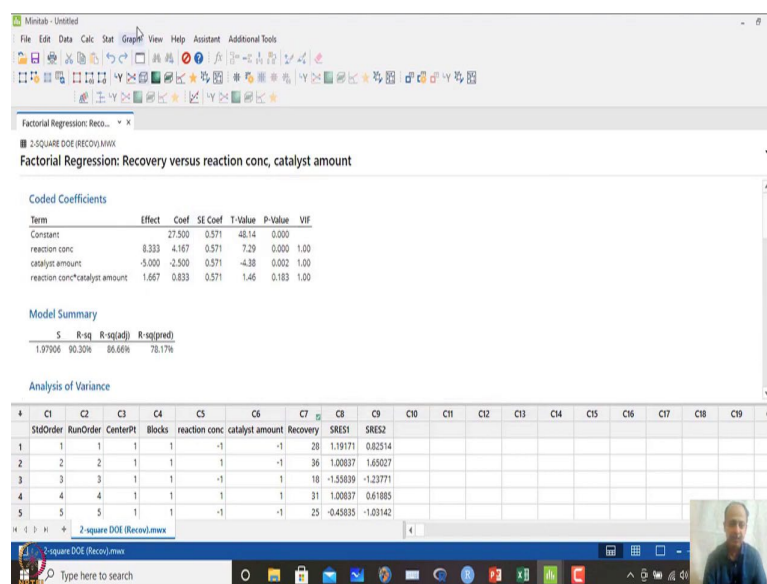 Minitab - Untitled
File Edit Data Calc Stat Graph View Help Assistant Additional Tools
Factorial Regression: Reco...
2-SQUARE DOE (RECOV).MWX
Factorial Regression: Recovery versus reaction conc, catalyst amount
Coded Coefficients
Term Effect Coef SE Coef T-Value P-Value VIF
Constant 27.500 0.571 48.14 0.000
reaction conc 8.333 4.167 0.571 7.29 0.000 1.00
catalyst amount -5.000 -2.500 0.571 -4.38 0.002 1.00
reaction conc*catalyst amount 1.667 0.833 0.571 1.46 0.183 1.00
Model Summary
S R-sq R-sq(adj) R-sq(pred)
1.97906 90.30% 86.66% 78.17%
Analysis of Variance
C1 C2 C3 C4 C5 C6 C7 C8 C9 C10 C11 C12 C13 C14 C15 C16 C17 C18 C19
StdOrder RunOrder CenterPt Blocks reaction conc catalyst amount Recovery SRES1 SRES2
1 1 1 1 1 -1 -1 28 1.19171 0.82514
2 2 2 1 1 1 -1 36 1.00837 1.65027
3 3 3 1 1 -1 1 18 -1.55839 -1.23771
4 4 4 1 1 1 1 31 1.00837 0.61885
5 5 5 1 1 -1 -1 25 -0.45835 -1.03142
2-square DOE (Recov).mwx
2-square DOE (Recov).mwx
Type here to search